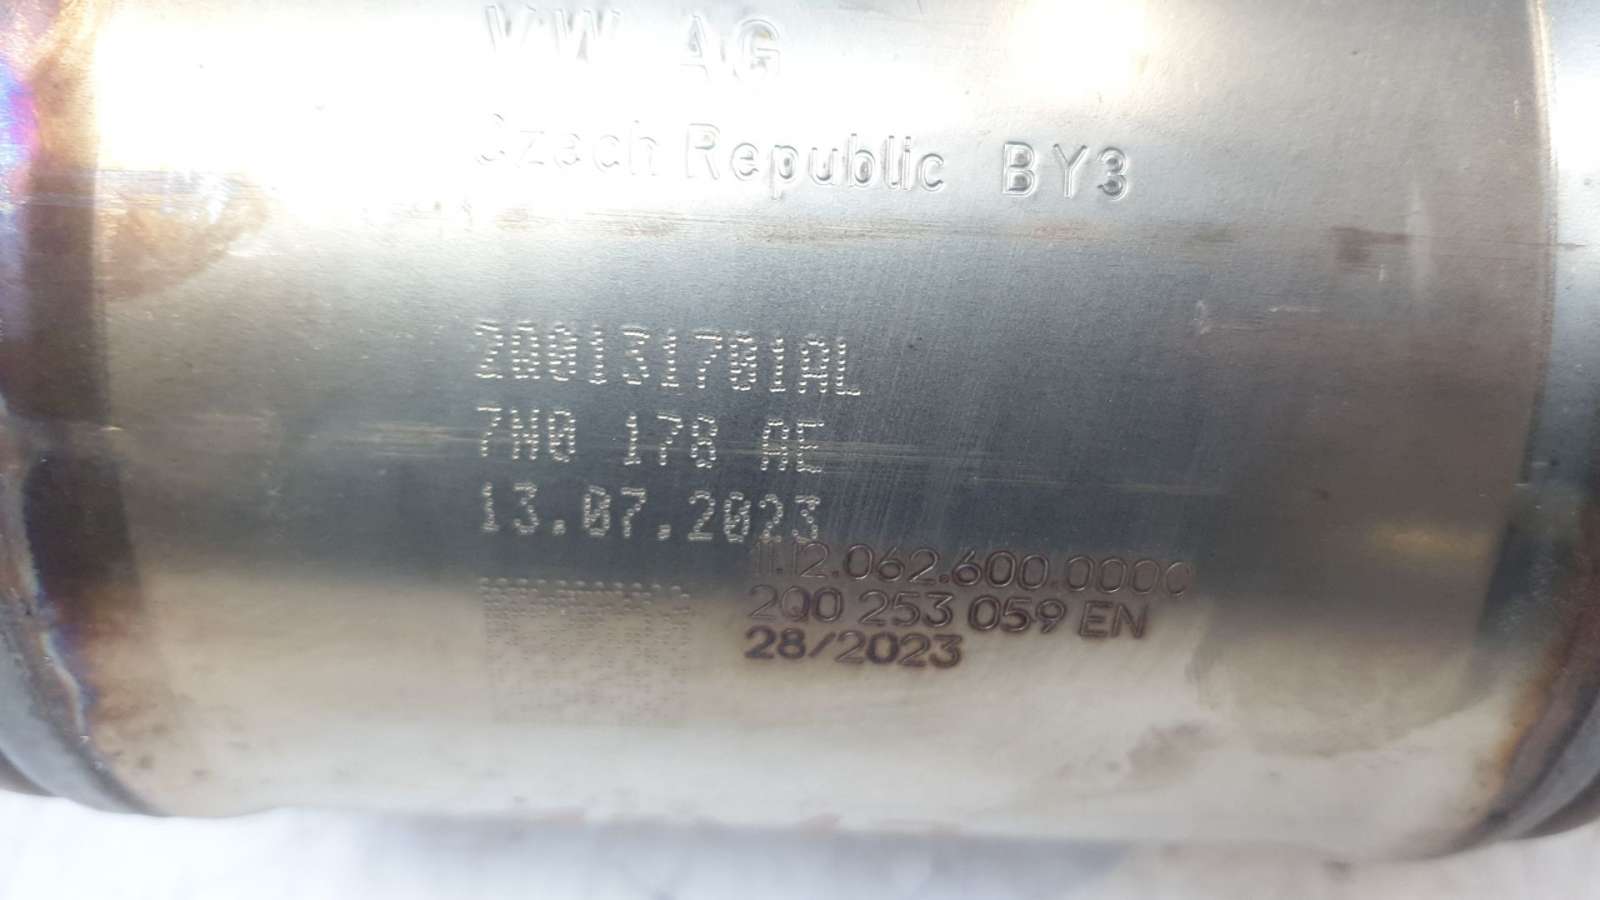 VW AG
Czech Republic BY3
2Q0131701AL
7N0 178 AE
13.07.2023
11.12.062.600.0000
2Q0 253 059 EN
28/2023